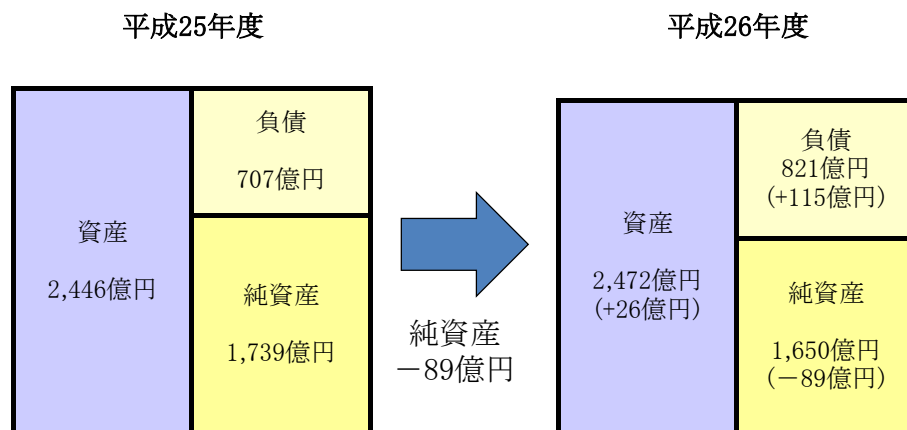 平成25年度
資産
2,446億円
負債
707億円
純資産
1,739億円
純資産
－89億円
平成26年度
資産
2,472億円
(+26億円)
負債
821億円
(+115億円)
純資産
1,650億円
(－89億円)